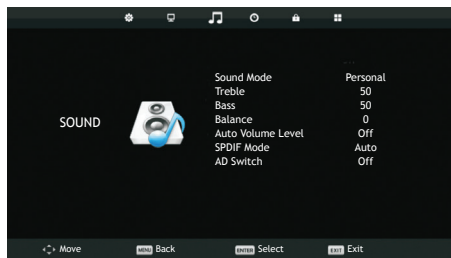 ...
Sound Mode Personal
Treble 50
Bass 50
SOUND
Balance 0
Auto Volume Level Off
SPDIF Mode Auto
AD Switch Off
Move MENU Back ENTER Select EXIT Exit